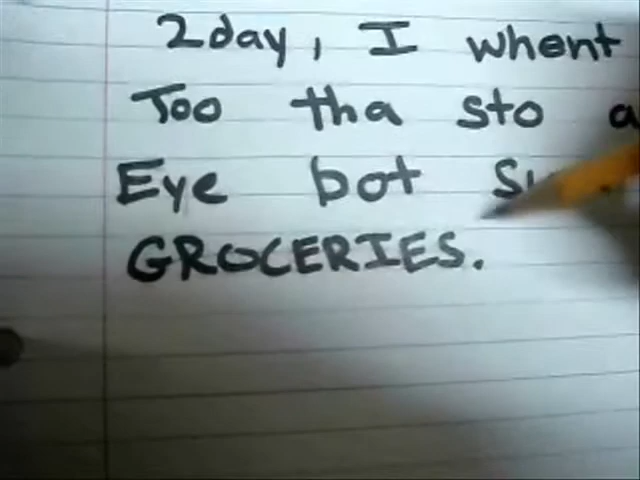 2day, I whent
Too tha sto a
Eye bot
GROCERIES.